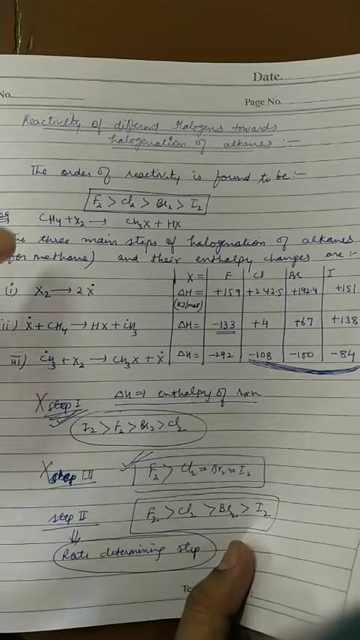 Date.
No.
Page No.
Reactivity of different Halogens towards
halogenation of alkanes :-
The order of reactivity is found to be:-
F₂ > Cl₂ > Br₂ > I₂
CH₄ + X₂ → CH₃X + HX
three main steps of halogenation of alkanes
(for methane) and their enthalpy changes are:-
X = F Cl Br I
(i) X₂ → 2Ẋ ΔH = +159 +242.5 +192.4 +151
(KJ/mol)
ii) Ẋ + CH₄ → HX + ĊH₃ ΔH = -133 +4 +67 +138
iii) ĊH₃ + X₂ → CH₃X + Ẋ ΔH = -292 -108 -100 -84
ΔH ⇒ enthalpy of rxn
X step I
I₂ > F₂ > Br₂ > Cl₂
X step III F₂ > Cl₂ = Br₂ = I₂
step II F₂ > Cl₂ > Br₂ > I₂
⇓
Rate determining step